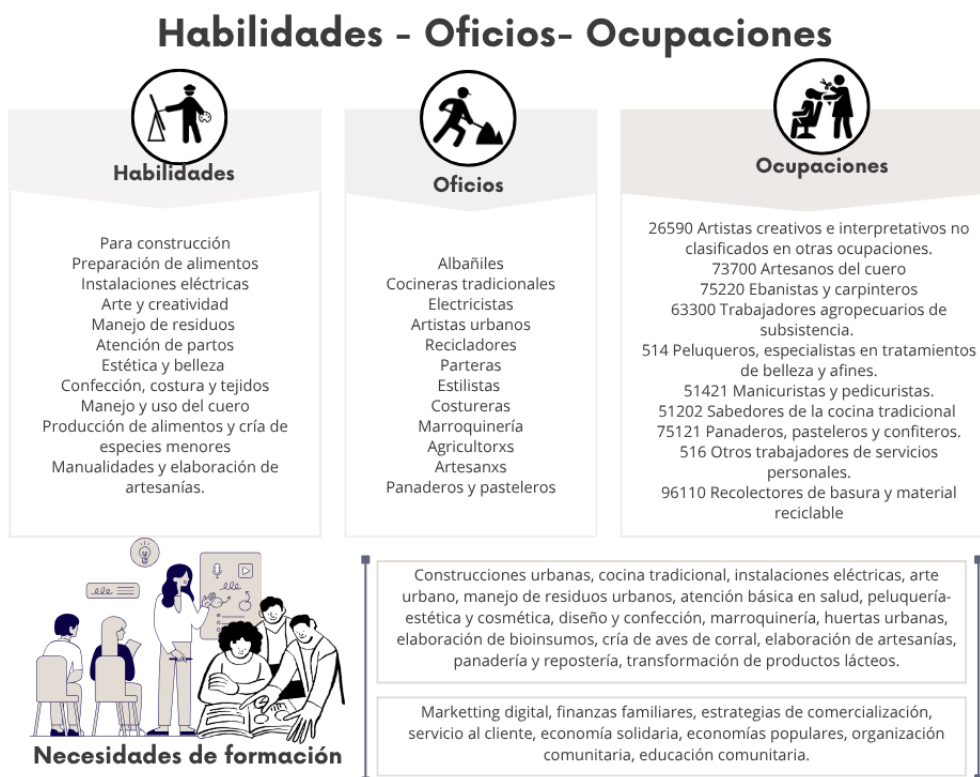 Habilidades - Oficios- Ocupaciones
Habilidades
Para construcción
Preparación de alimentos
Instalaciones eléctricas
Arte y creatividad
Manejo de residuos
Atención de partos
Estética y belleza
Confección, costura y tejidos
Manejo y uso del cuero
Producción de alimentos y cría de
especies menores
Manualidades y elaboración de
artesanías.
Oficios
Albañiles
Cocineras tradicionales
Electricistas
Artistas urbanos
Recicladores
Parteras
Estilistas
Costureras
Marroquinería
Agricultorxs
Artesanxs
Panaderos y pasteleros
Ocupaciones
26590 Artistas creativos e interpretativos no
clasificados en otras ocupaciones.
73700 Artesanos del cuero
75220 Ebanistas y carpinteros
63300 Trabajadores agropecuarios de
subsistencia.
514 Peluqueros, especialistas en tratamientos
de belleza y afines.
51421 Manicuristas y pedicuristas.
51202 Sabedores de la cocina tradicional
75121 Panaderos, pasteleros y confiteros.
516 Otros trabajadores de servicios
personales.
96110 Recolectores de basura y material
reciclable
Necesidades de formación
Construcciones urbanas, cocina tradicional, instalaciones eléctricas, arte
urbano, manejo de residuos urbanos, atención básica en salud, peluquería-
estética y cosmética, diseño y confección, marroquinería, huertas urbanas,
elaboración de bioinsumos, cría de aves de corral, elaboración de artesanías,
panadería y repostería, transformación de productos lácteos.
Marketting digital, finanzas familiares, estrategias de comercialización,
servicio al cliente, economía solidaria, economías populares, organización
comunitaria, educación comunitaria.